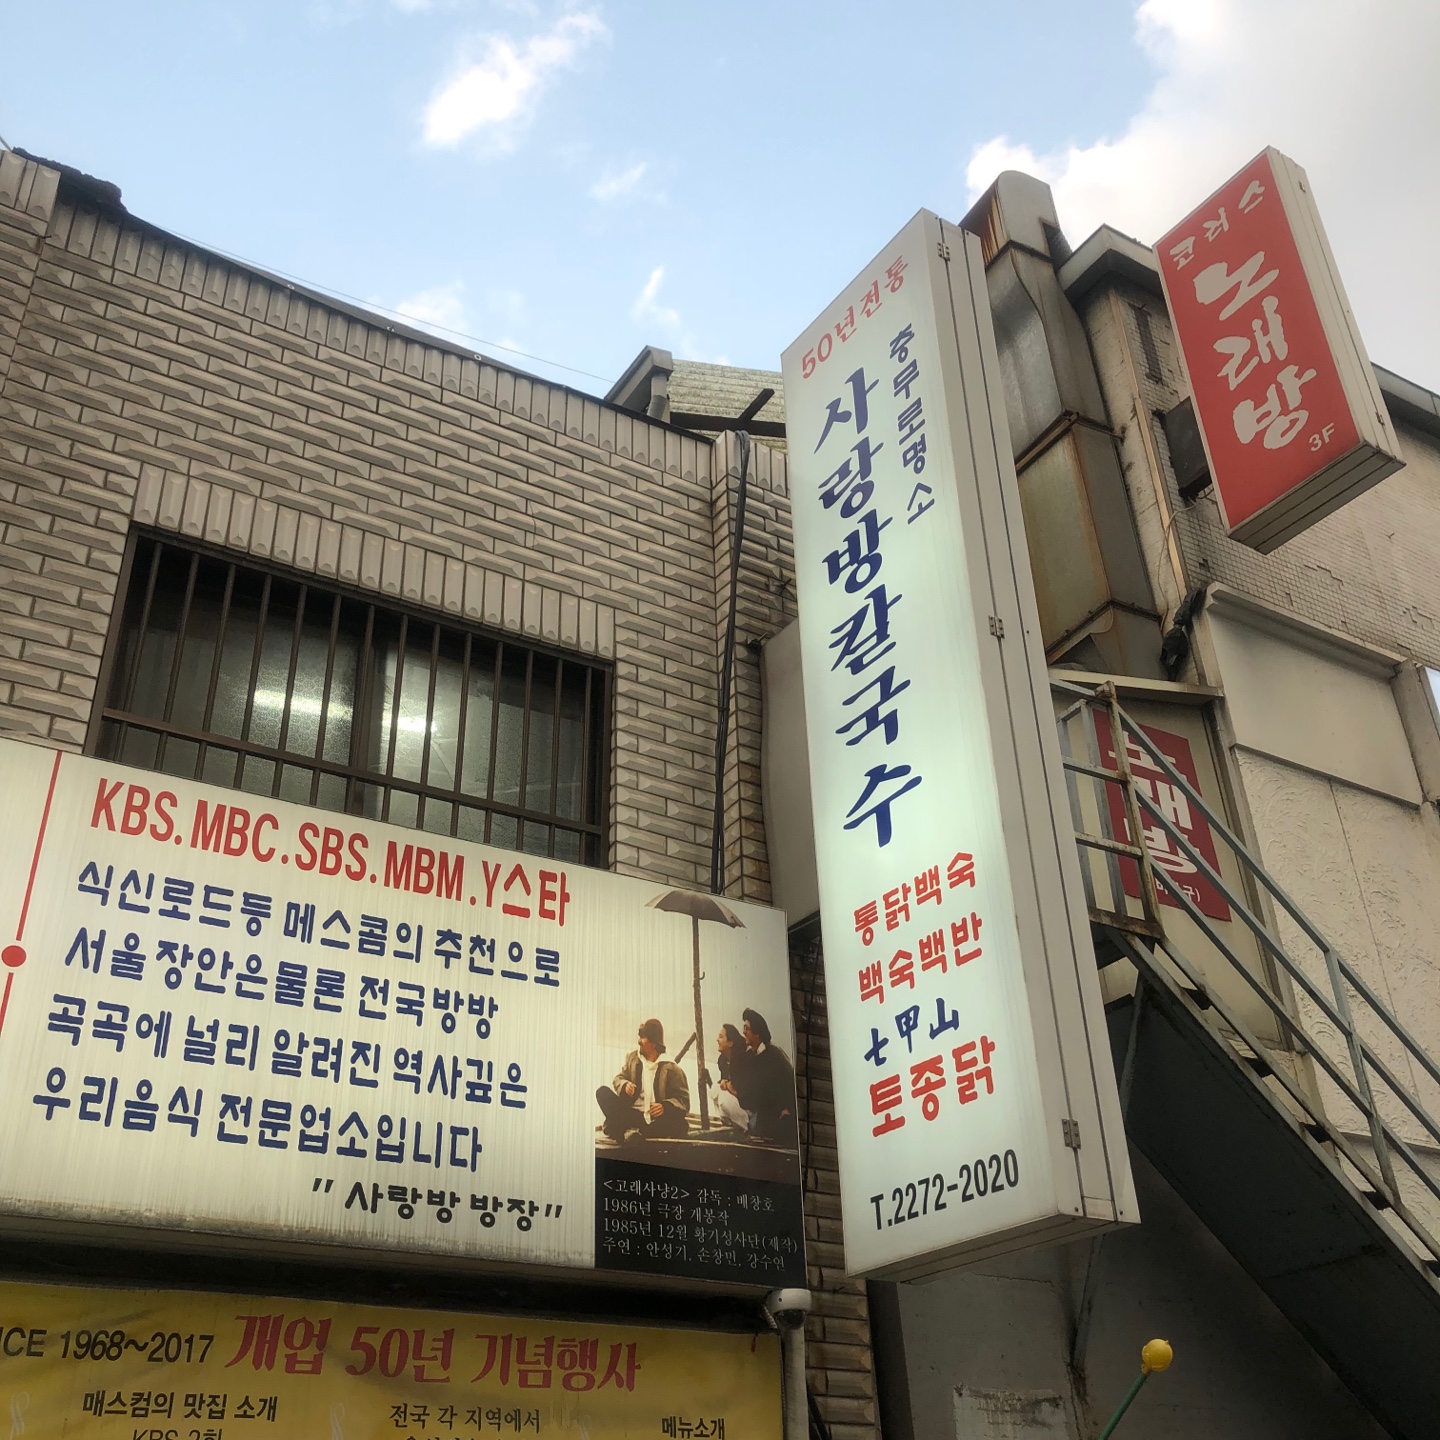 KBS.MBC.SBS.MBM.Y스타
식신로드등 메스콤의 추천으로
서울 장안은물론 전국방방
곡곡에 널리 알려진 역사깊은
우리음식 전문업소입니다
"사랑방 방장"
<고래사냥2> 감독 : 배창호
1986년 극장 개봉작
1985년 12월 황기성사단(제작)
주연 : 안성기, 손창민, 강수연
1968~2017 개업 50년 기념행사
매스컴의 맛집 소개
전국 각 지역에서
메뉴소개
50년전통
충무로명소
사랑방칼국수
통닭백숙
백숙백반
七甲山
토종닭
T.2272-2020
코러스
노래방
3F